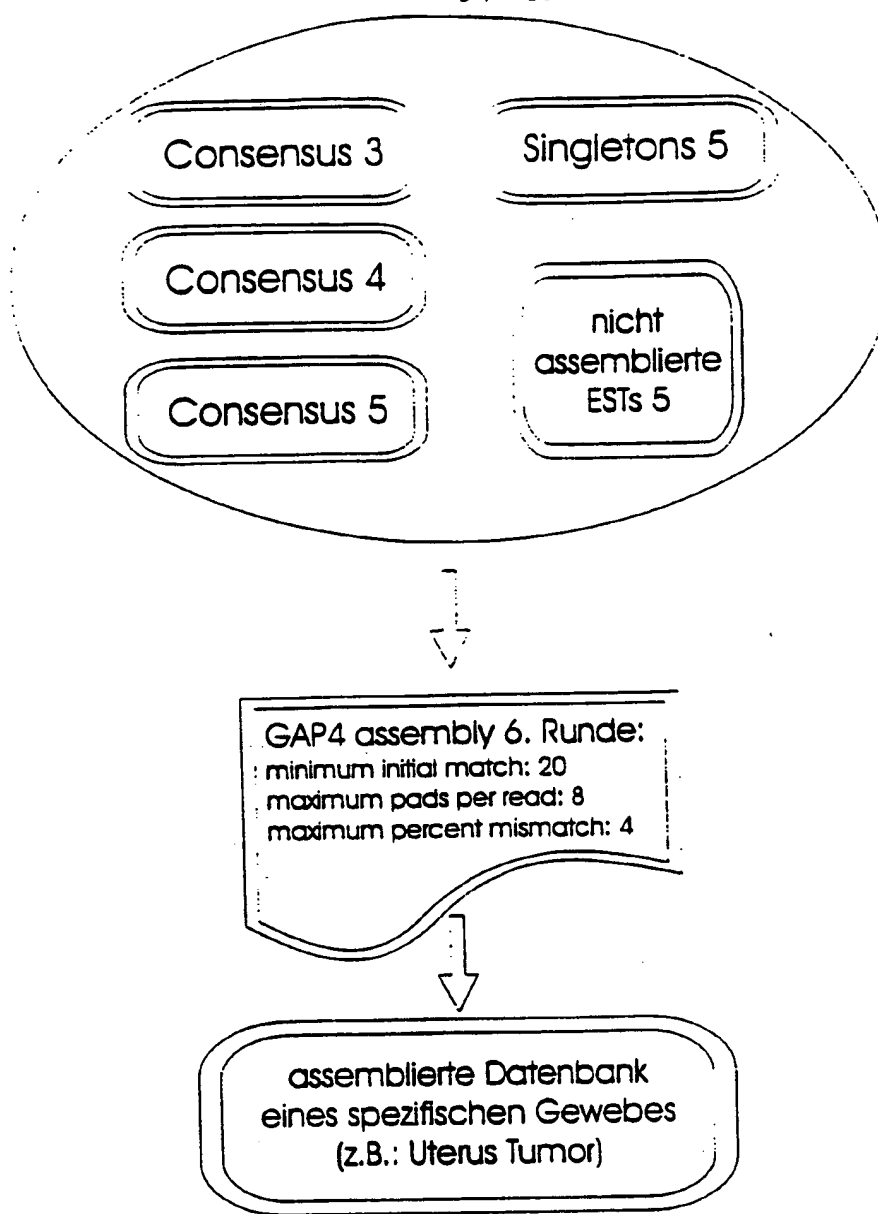 Consensus 3
Singletons 5
Consensus 4
nicht
assemblierte
ESTs 5
Consensus 5
GAP4 assembly 6. Runde:
minimum initial match: 20
maximum pads per read: 8
maximum percent mismatch: 4
assemblierte Datenbank
eines spezifischen Gewebes
(z.B.: Uterus Tumor)